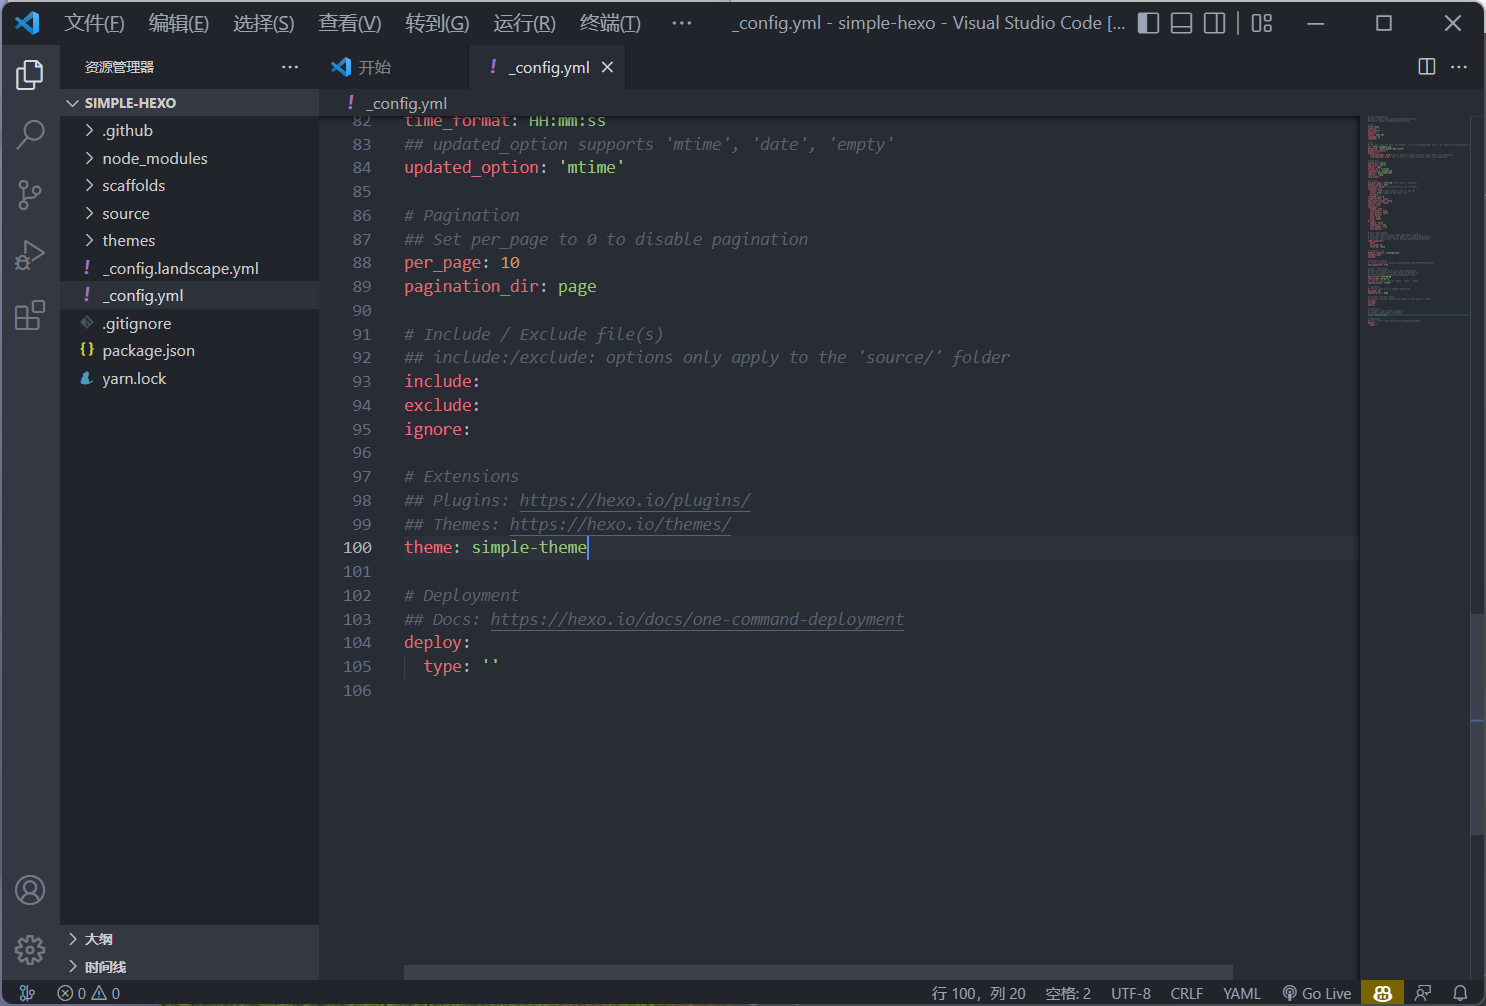 文件(F) 编辑(E) 选择(S) 查看(V) 转到(G) 运行(R) 终端(T) ··· _config.yml - simple-hexo - Visual Studio Code [...
资源管理器 ···
开始
! _config.yml ×
···
SIMPLE-HEXO
.github
node_modules
scaffolds
source
themes
! _config.landscape.yml
! _config.yml
.gitignore
{} package.json
yarn.lock
大纲
时间线
! _config.yml
82 time_format: HH:mm:ss
83 ## updated_option supports 'mtime', 'date', 'empty'
84 updated_option: 'mtime'
85
86 # Pagination
87 ## Set per_page to 0 to disable pagination
88 per_page: 10
89 pagination_dir: page
90
91 # Include / Exclude file(s)
92 ## include:/exclude: options only apply to the 'source/' folder
93 include:
94 exclude:
95 ignore:
96
97 # Extensions
98 ## Plugins: https://hexo.io/plugins/
99 ## Themes: https://hexo.io/themes/
100 theme: simple-theme
101
102 # Deployment
103 ## Docs: https://hexo.io/docs/one-command-deployment
104 deploy:
105 type: ''
106
0 0 行 100，列 20 空格: 2 UTF-8 CRLF YAML Go Live